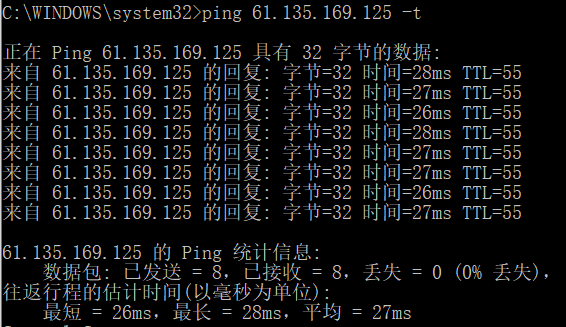 C:\WINDOWS\system32>ping 61.135.169.125 -t
正在 Ping 61.135.169.125 具有 32 字节的数据:
来自 61.135.169.125 的回复: 字节=32 时间=28ms TTL=55
来自 61.135.169.125 的回复: 字节=32 时间=27ms TTL=55
来自 61.135.169.125 的回复: 字节=32 时间=26ms TTL=55
来自 61.135.169.125 的回复: 字节=32 时间=28ms TTL=55
来自 61.135.169.125 的回复: 字节=32 时间=27ms TTL=55
来自 61.135.169.125 的回复: 字节=32 时间=27ms TTL=55
来自 61.135.169.125 的回复: 字节=32 时间=26ms TTL=55
来自 61.135.169.125 的回复: 字节=32 时间=27ms TTL=55
61.135.169.125 的 Ping 统计信息:
数据包: 已发送 = 8，已接收 = 8，丢失 = 0 (0% 丢失)，
往返行程的估计时间(以毫秒为单位):
最短 = 26ms，最长 = 28ms，平均 = 27ms